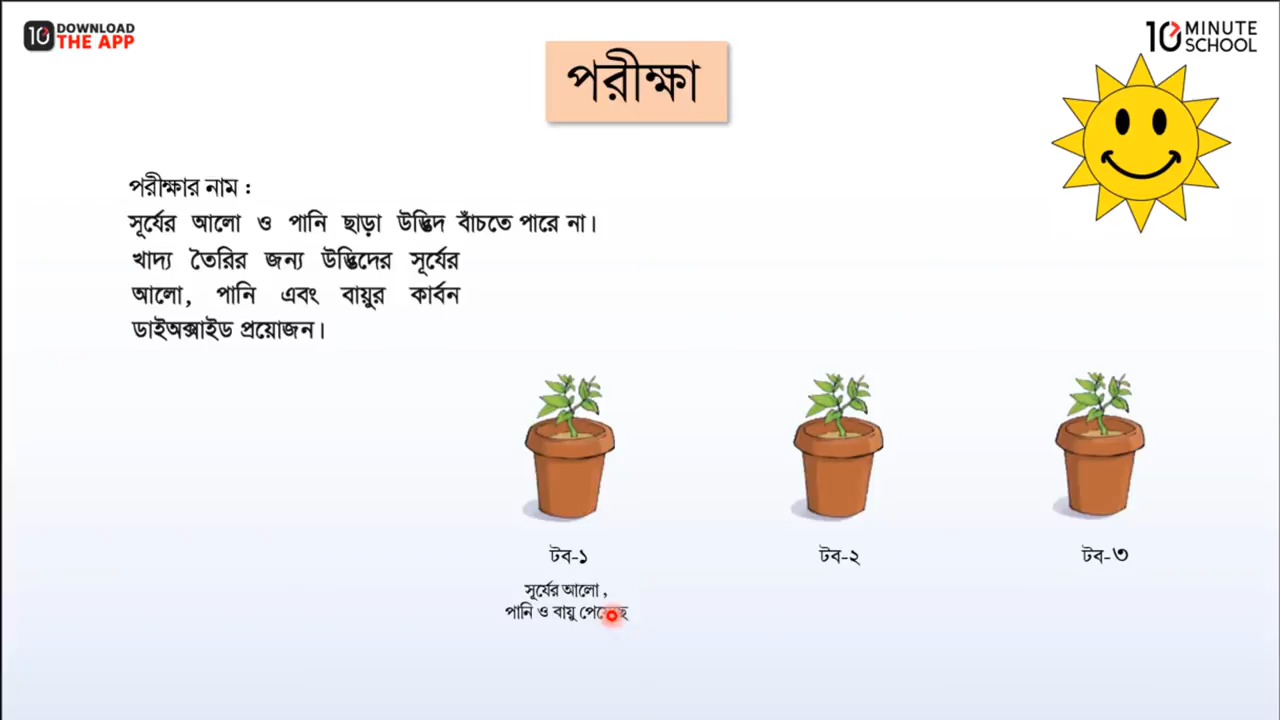 10 DOWNLOAD
THE APP
10 MINUTE
SCHOOL
পরীক্ষা
পরীক্ষার নাম :
সূর্যের আলো ও পানি ছাড়া উদ্ভিদ বাঁচতে পারে না।
খাদ্য তৈরির জন্য উদ্ভিদের সূর্যের
আলো, পানি এবং বায়ুর কার্বন
ডাইঅক্সাইড প্রয়োজন।
টব-১
টব-২
টব-৩
সূর্যের আলো,
পানি ও বায়ু